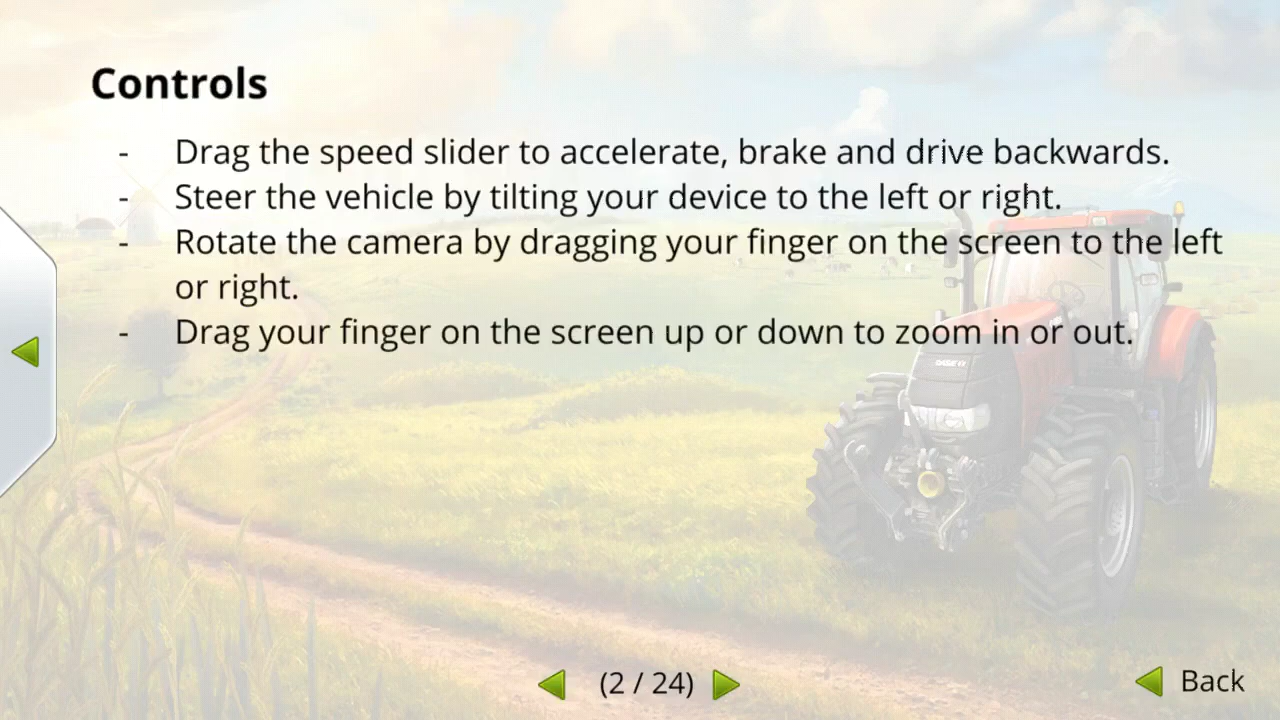 Controls
- Drag the speed slider to accelerate, brake and drive backwards.
- Steer the vehicle by tilting your device to the left or right.
- Rotate the camera by dragging your finger on the screen to the left
or right.
- Drag your finger on the screen up or down to zoom in or out.
CASE IH
(2 / 24)
Back